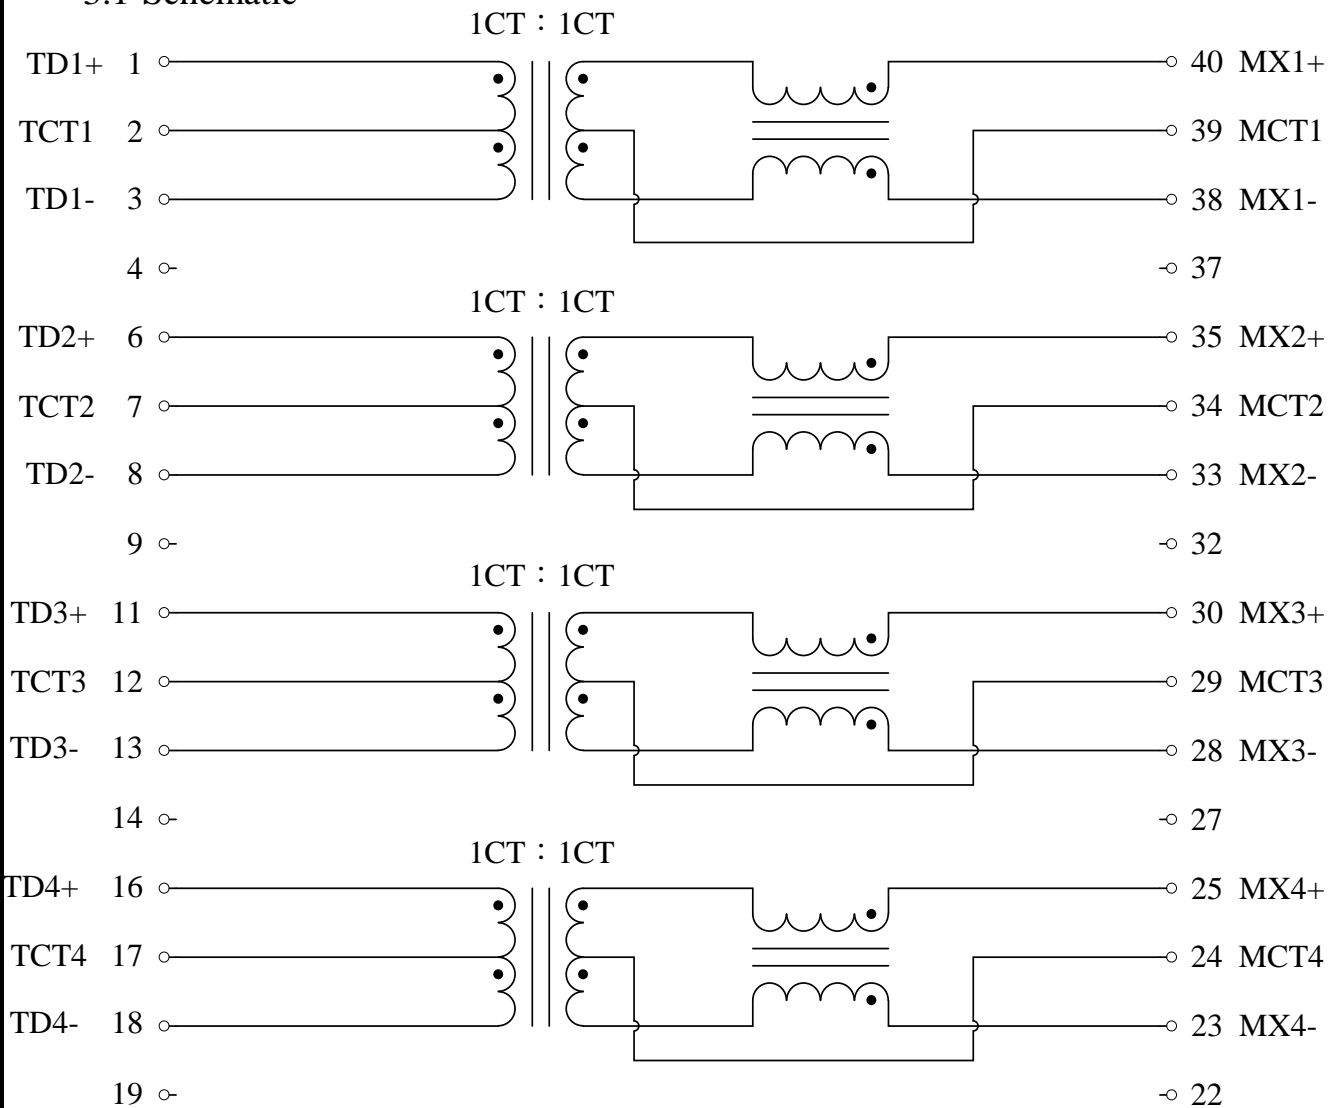 3.1 Schematic
1CT : 1CT
TD1+ 1 40 MX1+
TCT1 2 39 MCT1
TD1- 3 38 MX1-
4 37
1CT : 1CT
TD2+ 6 35 MX2+
TCT2 7 34 MCT2
TD2- 8 33 MX2-
9 32
1CT : 1CT
TD3+ 11 30 MX3+
TCT3 12 29 MCT3
TD3- 13 28 MX3-
14 27
1CT : 1CT
TD4+ 16 25 MX4+
TCT4 17 24 MCT4
TD4- 18 23 MX4-
19 22